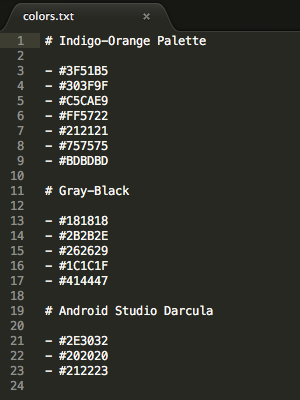 colors.txt ×
1 # Indigo-Orange Palette
2
3 - #3F51B5
4 - #303F9F
5 - #C5CAE9
6 - #FF5722
7 - #212121
8 - #757575
9 - #BDBDBD
10
11 # Gray-Black
12
13 - #181818
14 - #2B2B2E
15 - #262629
16 - #1C1C1F
17 - #414447
18
19 # Android Studio Darcula
20
21 - #2E3032
22 - #202020
23 - #212223
24